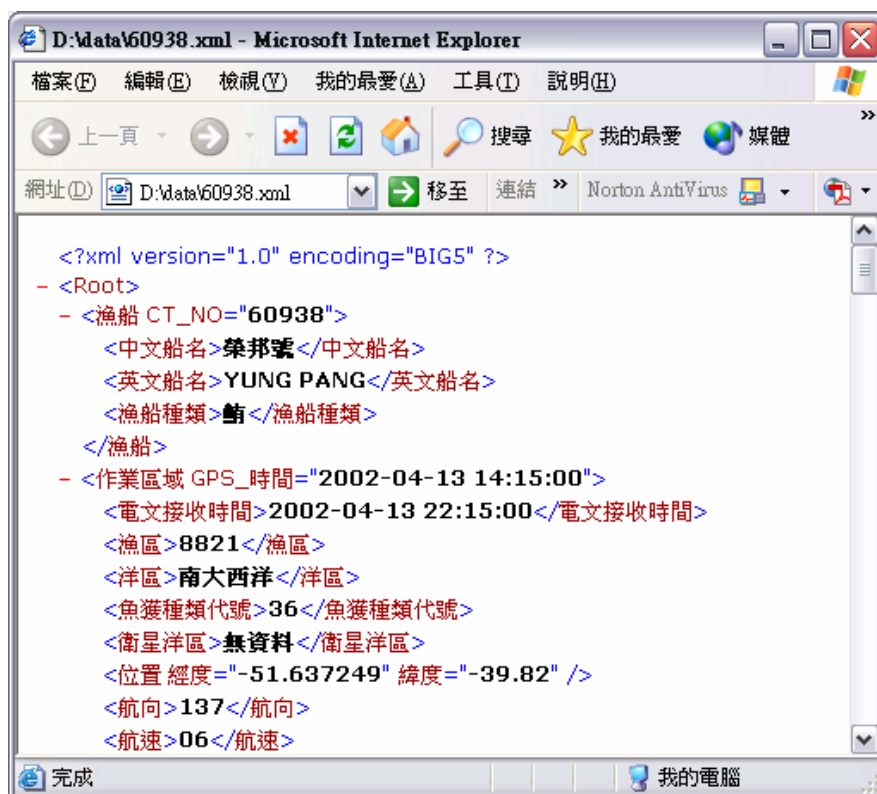 D:\data\60938.xml - Microsoft Internet Explorer
檔案(F) 編輯(E) 檢視(V) 我的最愛(A) 工具(T) 說明(H)
上一頁 搜尋 我的最愛 媒體 »
網址(D) D:\data\60938.xml 移至 連結 » Norton AntiVirus
<?xml version="1.0" encoding="BIG5" ?>
- <Root>
- <漁船 CT_NO="60938">
<中文船名>榮邦號</中文船名>
<英文船名>YUNG PANG</英文船名>
<漁船種類>鮪</漁船種類>
</漁船>
- <作業區域 GPS_時間="2002-04-13 14:15:00">
<電文接收時間>2002-04-13 22:15:00</電文接收時間>
<漁區>8821</漁區>
<洋區>南大西洋</洋區>
<魚獲種類代號>36</魚獲種類代號>
<衛星洋區>無資料</衛星洋區>
<位置 經度="-51.637249" 緯度="-39.82" />
<航向>137</航向>
<航速>06</航速>
完成 我的電腦